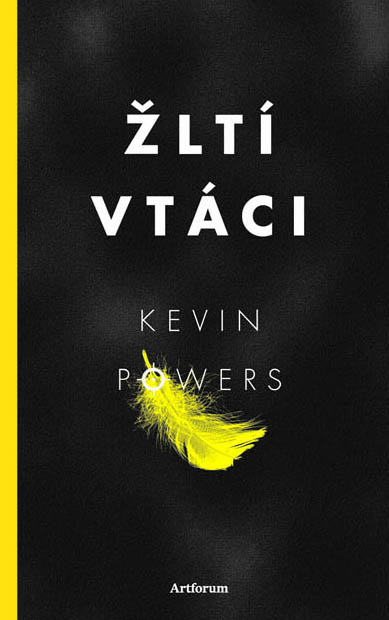 ŽLTÍ
VTÁCI
KEVIN
POWERS
Artforum